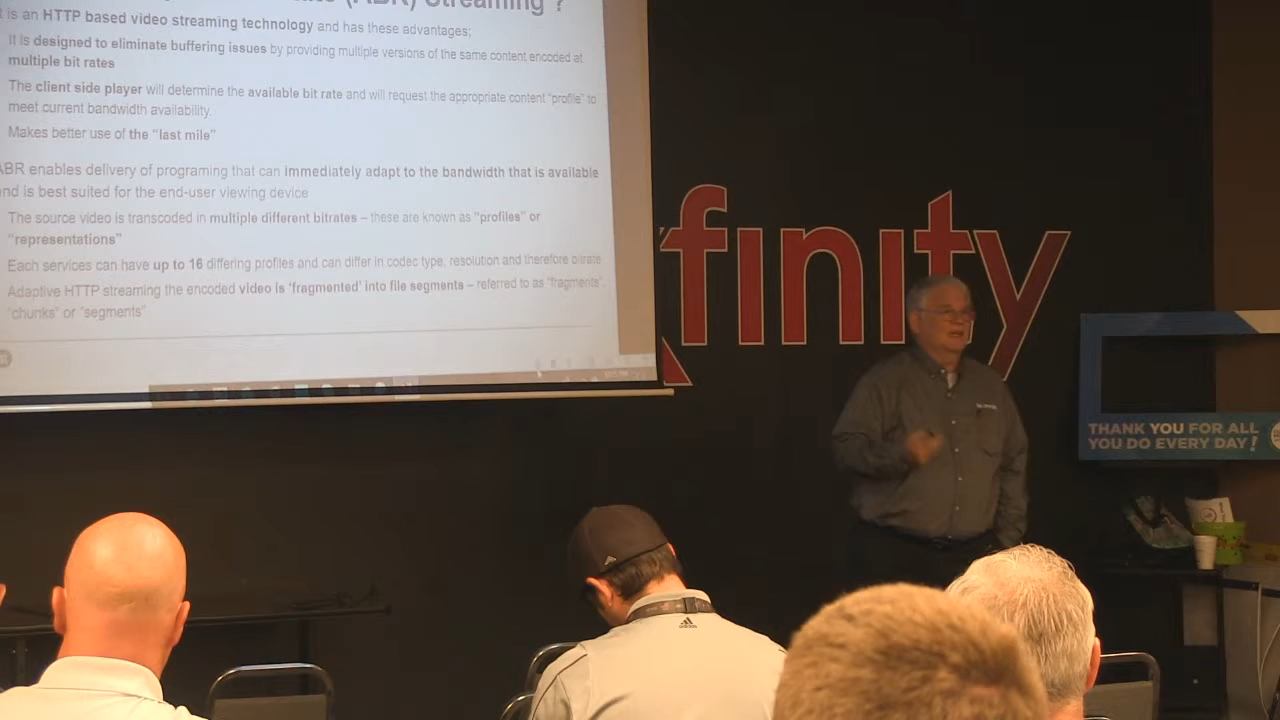 (ABR) Streaming ?
is an HTTP based video streaming technology and has these advantages;
It is designed to eliminate buffering issues by providing multiple versions of the same content encoded at
multiple bit rates
The client side player will determine the available bit rate and will request the appropriate content "profile" to
meet current bandwidth availability.
Makes better use of the "last mile"
ABR enables delivery of programing that can immediately adapt to the bandwidth that is available
and is best suited for the end-user viewing device
The source video is transcoded in multiple different bitrates – these are known as "profiles" or
"representations"
Each services can have up to 16 differing profiles and can differ in codec type, resolution and therefore bitrate
Adaptive HTTP streaming the encoded video is 'fragmented' into file segments – referred to as "fragments",
"chunks" or "segments"
xfinity
THANK YOU FOR ALL
YOU DO EVERY DAY!
adidas